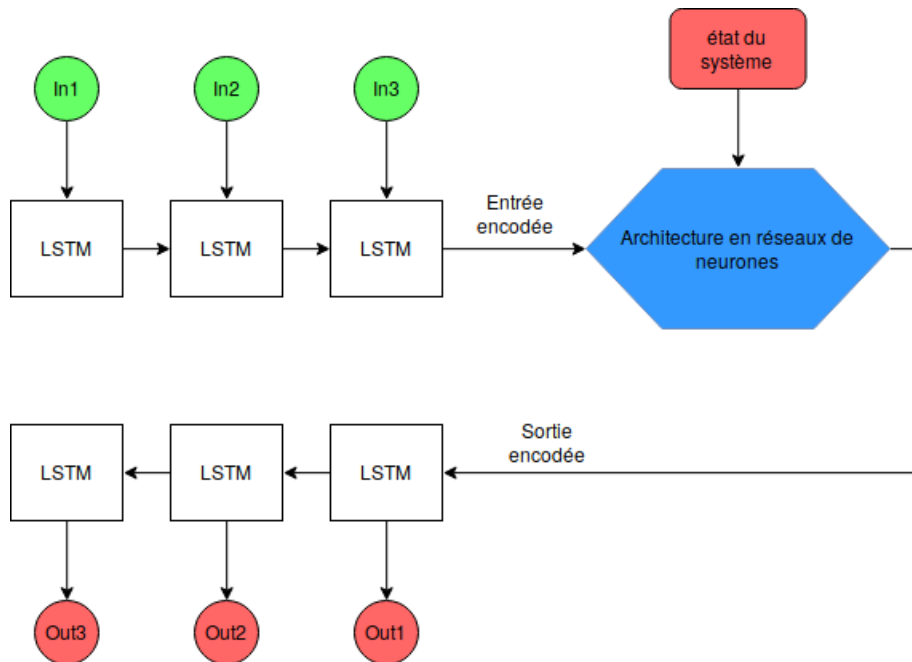 état du
système
In1
In2
In3
LSTM
LSTM
LSTM
Entrée
encodée
Architecture en réseaux de
neurones
LSTM
LSTM
LSTM
Sortie
encodée
Out3
Out2
Out1